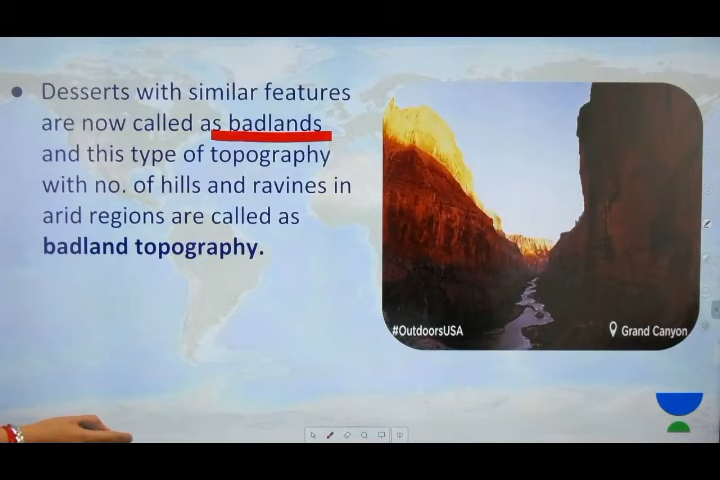 Desserts with similar features
are now called as badlands
and this type of topography
with no. of hills and ravines in
arid regions are called as
badland topography.
#OutdoorsUSA
Grand Canyon